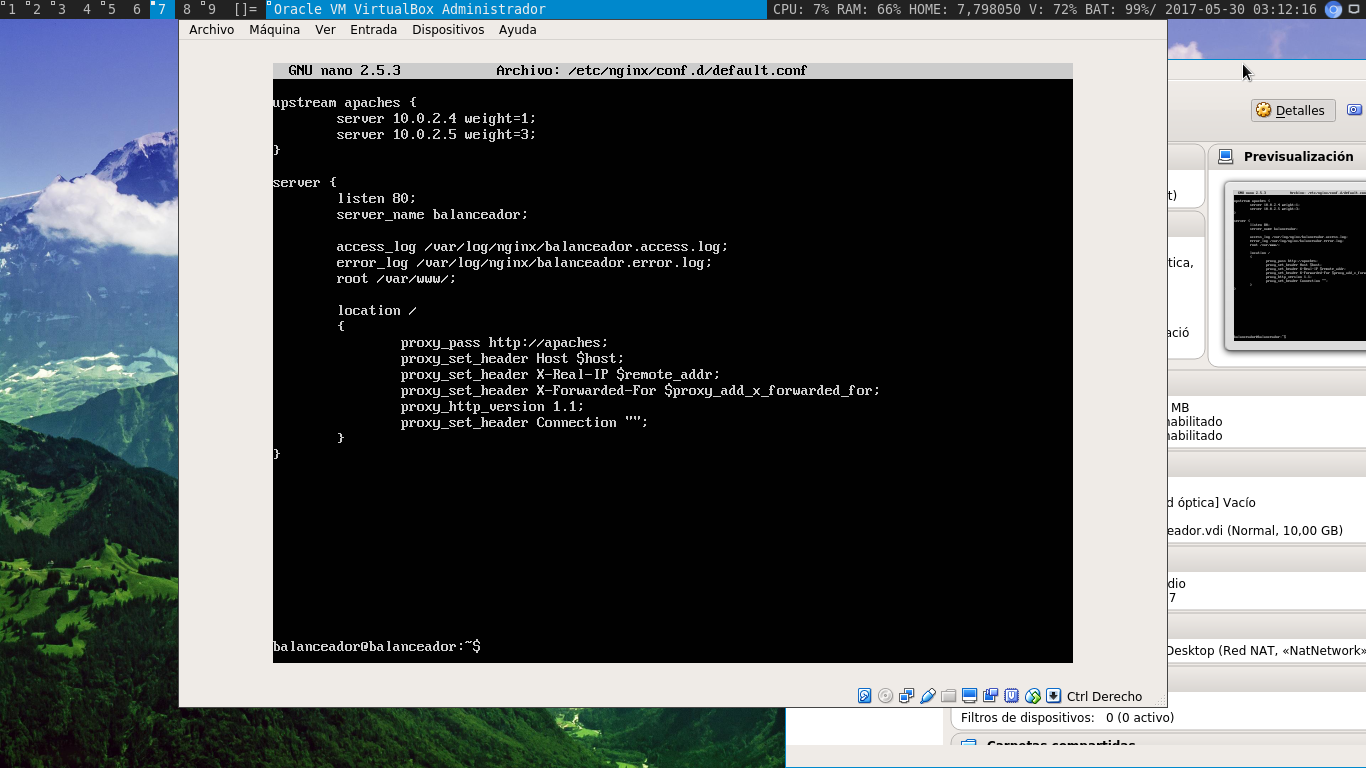 1 2 3 4 5 6 7 8 9 []= Oracle VM VirtualBox Administrador CPU: 7% RAM: 66% HOME: 7,798050 V: 72% BAT: 99%/ 2017-05-30 03:12:16
Archivo Máquina Ver Entrada Dispositivos Ayuda
GNU nano 2.5.3 Archivo: /etc/nginx/conf.d/default.conf
upstream apaches {
server 10.0.2.4 weight=1;
server 10.0.2.5 weight=3;
}
server {
listen 80;
server_name balanceador;
access_log /var/log/nginx/balanceador.access.log;
error_log /var/log/nginx/balanceador.error.log;
root /var/www/;
location /
{
proxy_pass http://apaches;
proxy_set_header Host $host;
proxy_set_header X-Real-IP $remote_addr;
proxy_set_header X-Forwarded-For $proxy_add_x_forwarded_for;
proxy_http_version 1.1;
proxy_set_header Connection "";
}
}
balanceador@balanceador:~$
Ctrl Derecho
Detalles
Previsualización
t)
tica,
ació
MB
nabilitado
nabilitado
d óptica] Vacío
eador.vdi (Normal, 10,00 GB)
dio
7
Desktop (Red NAT, «NatNetwork»
Filtros de dispositivos: 0 (0 activo)
Carpetas compartidas